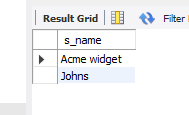 Result Grid Filter
s_name
Acme widget
Johns